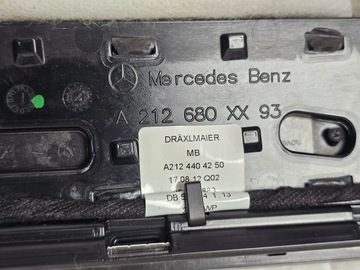 Mercedes Benz
A 212 680 XX 93
DRÄXLMAIER
MB
A212 440 42 50
17.08.12 Q02